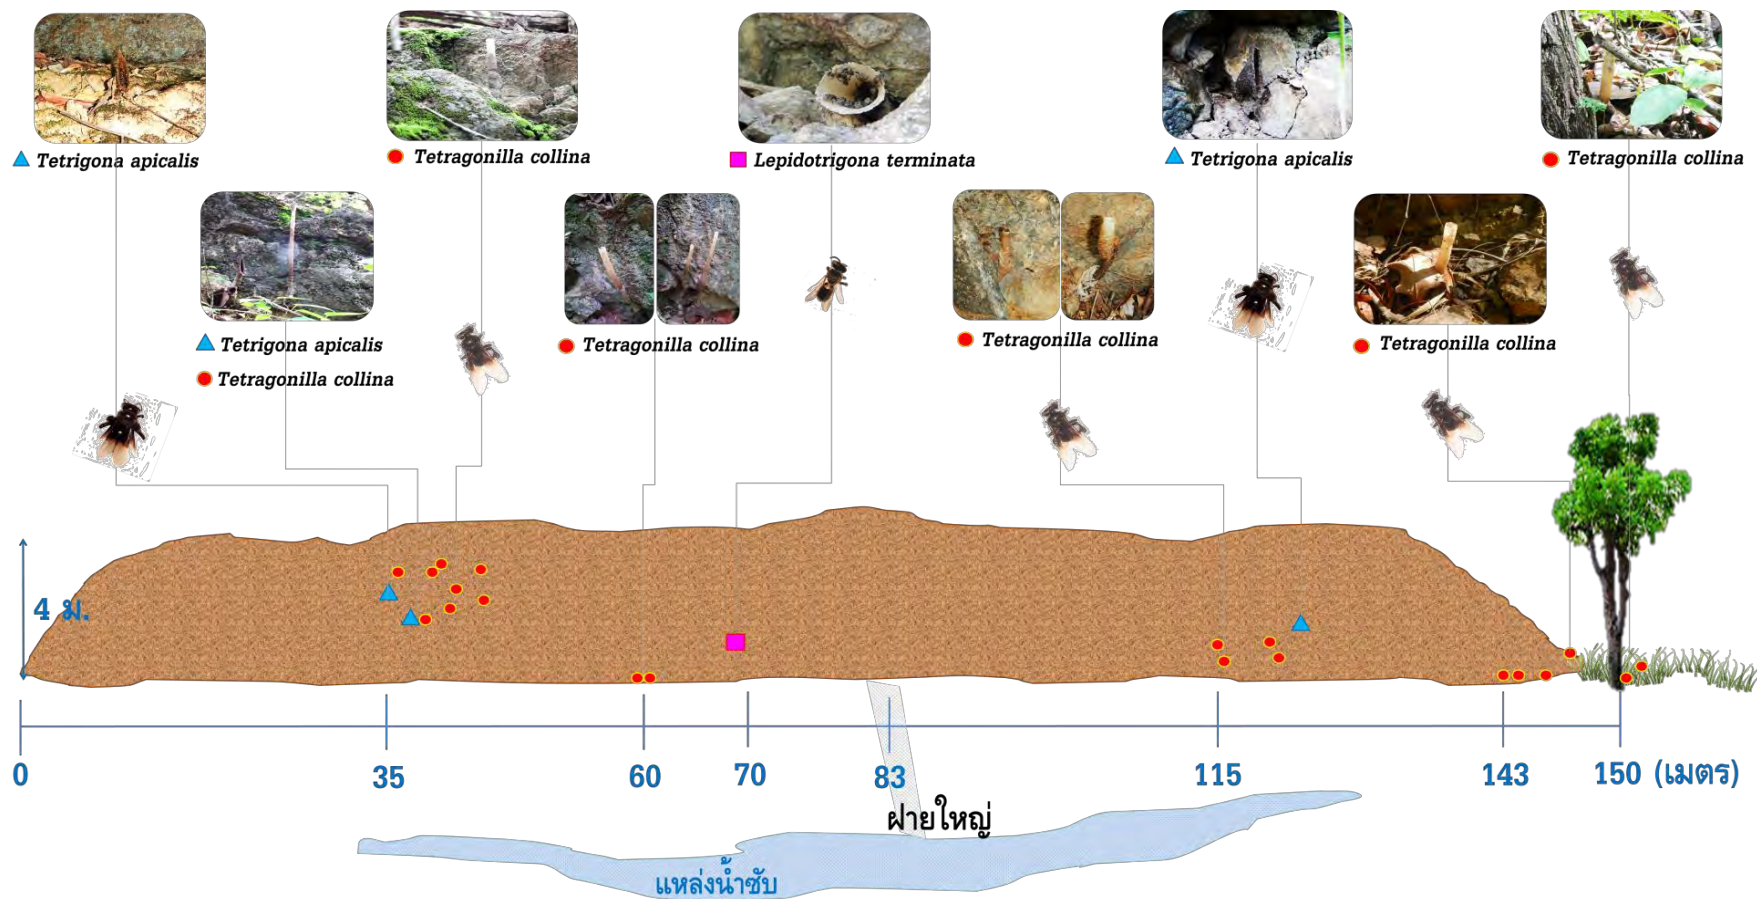 Tetrigona apicalis
Tetragonilla collina
Lepidotrigona terminata
Tetrigona apicalis
Tetragonilla collina
Tetrigona apicalis
Tetragonilla collina
Tetragonilla collina
Tetragonilla collina
Tetragonilla collina
4 ม.
0
35
60
70
83
115
143
150 (เมตร)
ฝายใหญ่
แหล่งน้ำซับ